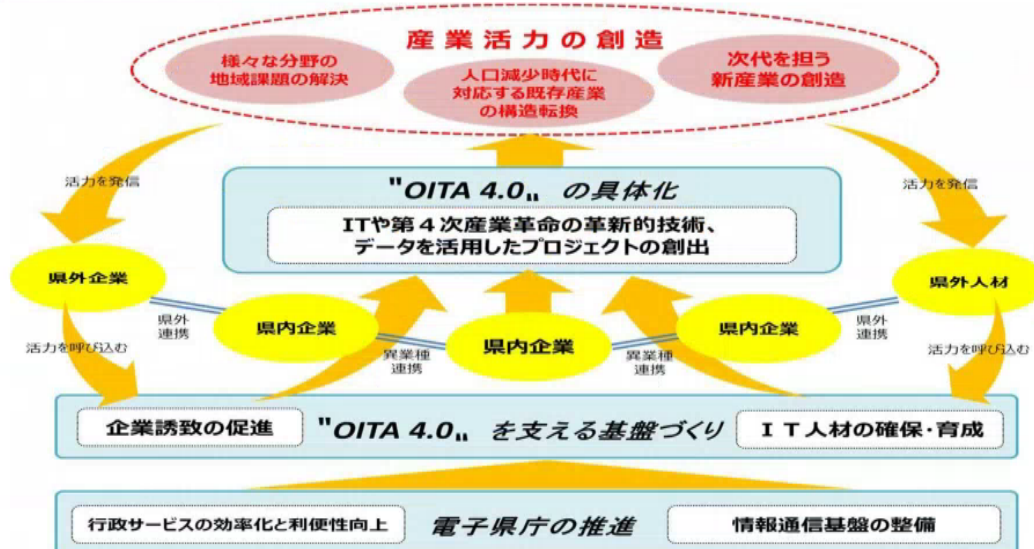 産業活力の創造
様々な分野の
地域課題の解決
人口減少時代に
対応する既存産業
の構造転換
次代を担う
新産業の創造
活力を発信
活力を発信
"OITA 4.0" の具体化
ITや第4次産業革命の革新的技術、
データを活用したプロジェクトの創出
県外企業
県外人材
県外
連携
県内企業
県内企業
県内企業
県外
連携
活力を呼び込む
異業種
連携
異業種
連携
活力を呼び込む
企業誘致の促進
"OITA 4.0" を支える基盤づくり
IT人材の確保・育成
行政サービスの効率化と利便性向上
電子県庁の推進
情報通信基盤の整備